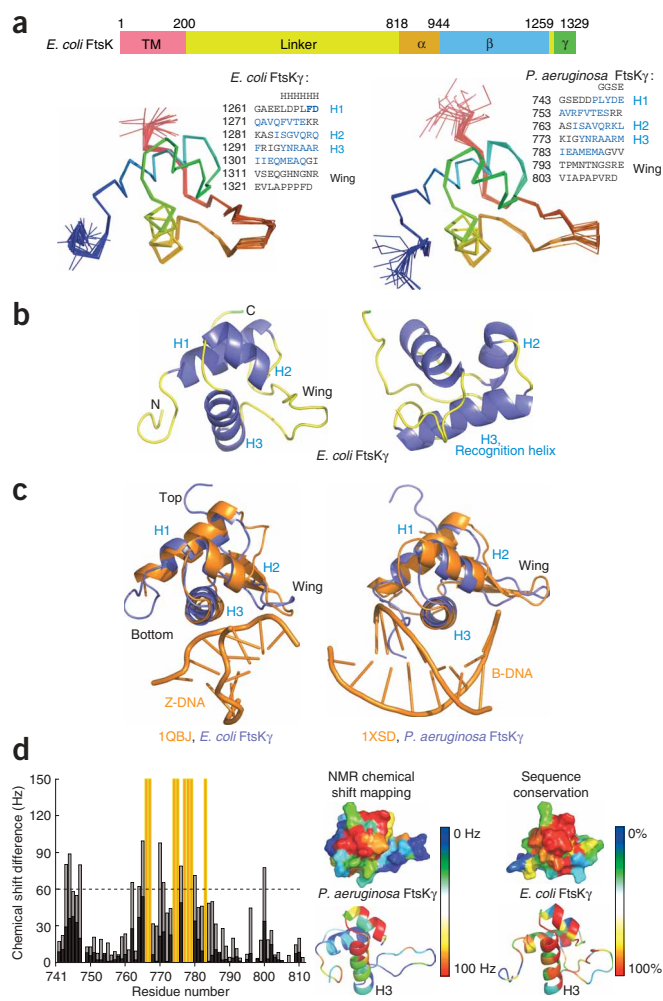 a
1 200 818 944 1259 1329
E. coli FtsK TM Linker α β γ
E. coli FtsKγ:
HHHHHH
1261 GAEELDPLFD H1
1271 QAVQFVTEKR
1281 KASISGVQRQ H2
1291 FRIGYNRAAR H3
1301 IIEQMEAQGI
1311 VSEQGHNGNR Wing
1321 EVLAPPPFD
P. aeruginosa FtsKγ:
GGSE
743 GSEDDPLYDE H1
753 AVRFVTESRR
763 ASISAVQRKL H2
773 KIGYNRAARM H3
783 IEAMEMAGVV
793 TPMNTNGSRE Wing
803 VIAPAPVRD
b
C
H1
H2
N
Wing
H3
H2
H3,
Recognition helix
E. coli FtsKγ
c
Top
H1
H2
Wing
H3
Bottom
Z-DNA
1QBJ, E. coli FtsKγ
H1
H2
Wing
H3
B-DNA
1XSD, P. aeruginosa FtsKγ
d
Chemical shift difference (Hz)
150
120
90
60
30
0
741 750 760 770 780 790 800 810
Residue number
NMR chemical
shift mapping
0 Hz
P. aeruginosa FtsKγ
100 Hz
H3
Sequence
conservation
0%
E. coli FtsKγ
100%
H3